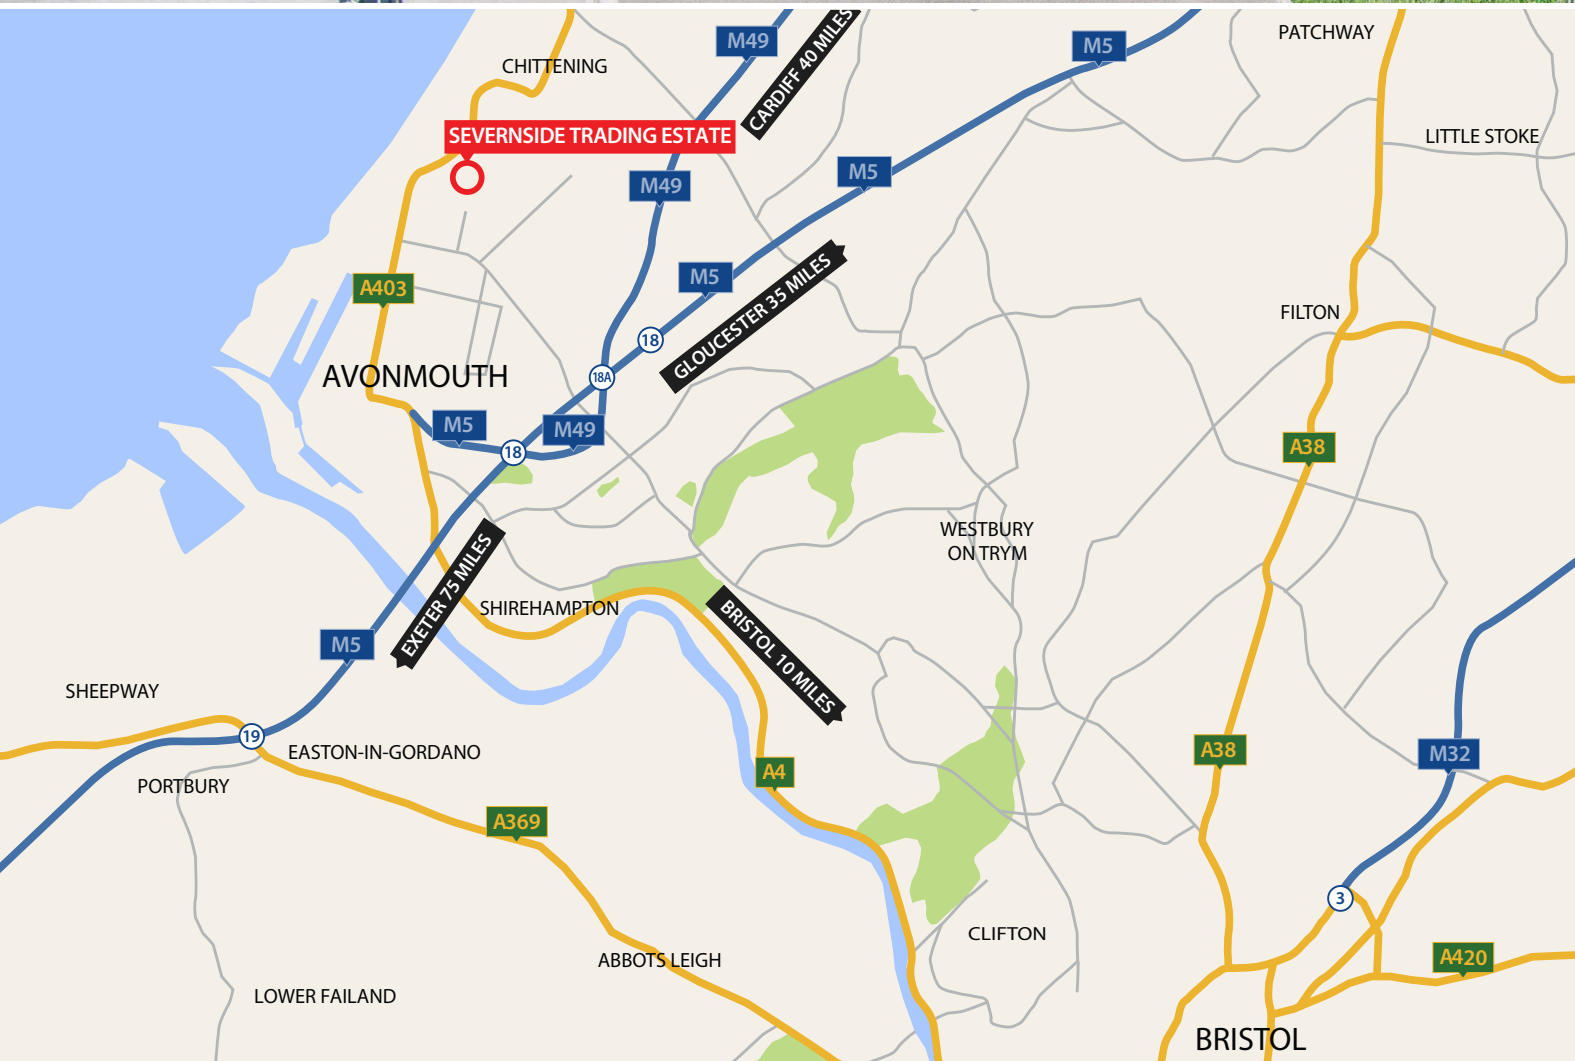 M49
CARDIFF 40 MILES
M5
PATCHWAY
CHITTENING
SEVERNSIDE TRADING ESTATE
LITTLE STOKE
M49
M5
M5
GLOUCESTER 35 MILES
A403
FILTON
18
AVONMOUTH
18A
M5
M49
18
A38
WESTBURY
ON TRYM
EXETER 75 MILES
SHIREHAMPTON
BRISTOL 10 MILES
M5
SHEEPWAY
19
EASTON-IN-GORDANO
A38
M32
A4
PORTBURY
A369
3
CLIFTON
ABBOTS LEIGH
A420
LOWER FAILAND
BRISTOL